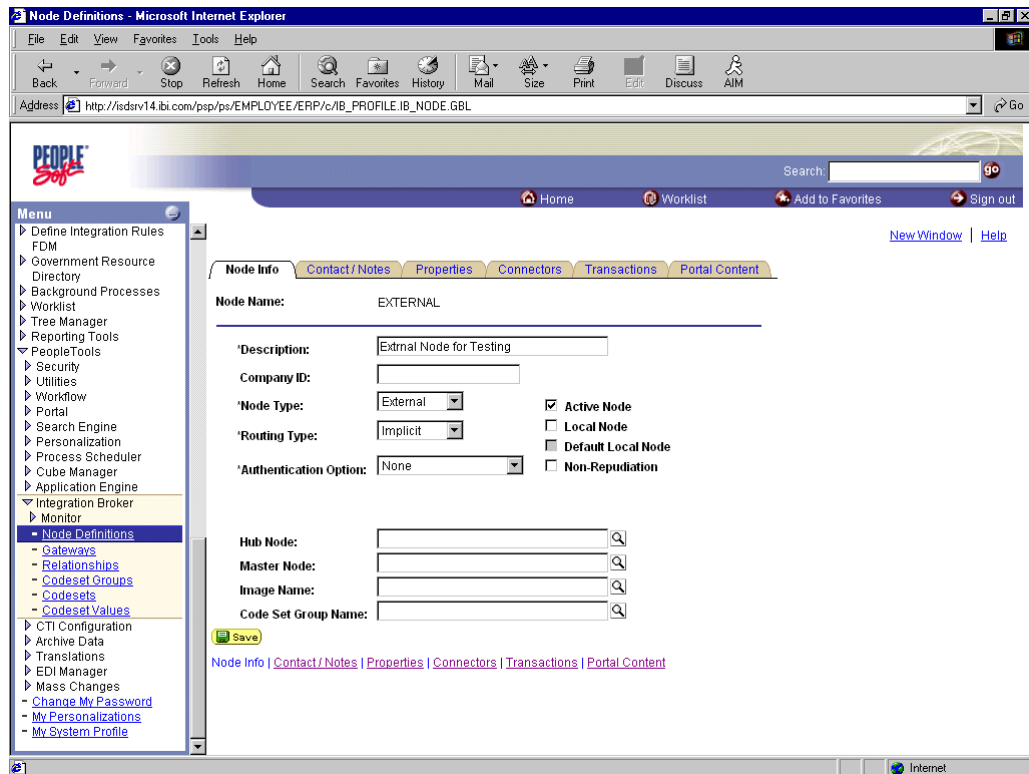 Node Definitions - Microsoft Internet Explorer
File Edit View Favorites Tools Help
Back Forward Stop Refresh Home Search Favorites History Mail Size Print Edit Discuss AIM
Address http://isdsrv14.ibi.com/psp/ps/EMPLOYEE/ERP/c/IB_PROFILE.IB_NODE.GBL Go
PEOPLE Soft
Search: go
Home Worklist Add to Favorites Sign out
Menu
Define Integration Rules
FDM
Government Resource
Directory
Background Processes
Worklist
Tree Manager
Reporting Tools
PeopleTools
Security
Utilities
Workflow
Portal
Search Engine
Personalization
Process Scheduler
Cube Manager
Application Engine
Integration Broker
Monitor
- Node Definitions
- Gateways
- Relationships
- Codeset Groups
- Codesets
- Codeset Values
CTI Configuration
Archive Data
Translations
EDI Manager
Mass Changes
- Change My Password
- My Personalizations
- My System Profile
New Window | Help
Node Info Contact / Notes Properties Connectors Transactions Portal Content
Node Name: EXTERNAL
*Description: Extrnal Node for Testing
Company ID:
*Node Type: External
*Routing Type: Implicit
*Authentication Option: None
Active Node
Local Node
Default Local Node
Non-Repudiation
Hub Node:
Master Node:
Image Name:
Code Set Group Name:
Save
Node Info | Contact / Notes | Properties | Connectors | Transactions | Portal Content
Internet